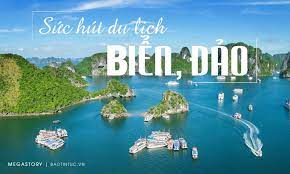 Sức hút du lịch
BIỂN, ĐẢO
MEGASTORY | BAOTINTUC.VN